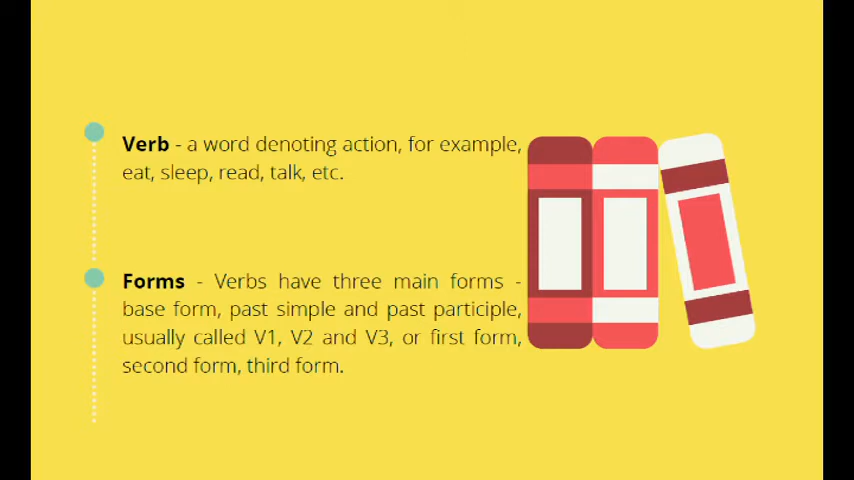 Verb - a word denoting action, for example,
eat, sleep, read, talk, etc.
Forms - Verbs have three main forms -
base form, past simple and past participle,
usually called V1, V2 and V3, or first form,
second form, third form.